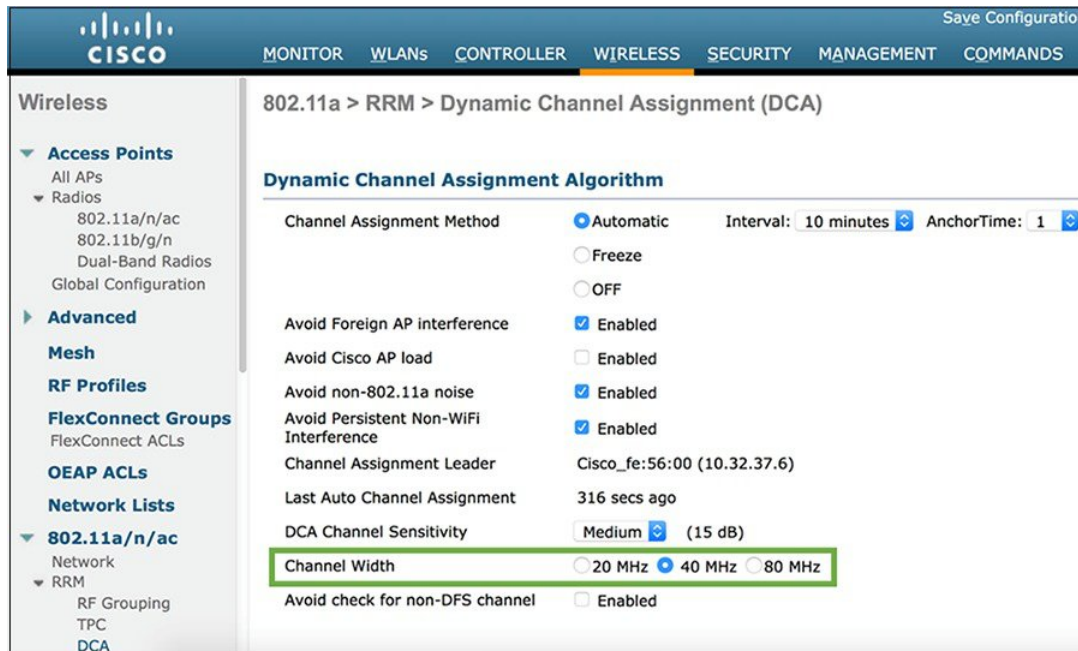 Save Configuratio
CISCO
MONITOR WLANs CONTROLLER WIRELESS SECURITY MANAGEMENT COMMANDS
Wireless
Access Points
All APs
Radios
802.11a/n/ac
802.11b/g/n
Dual-Band Radios
Global Configuration
Advanced
Mesh
RF Profiles
FlexConnect Groups
FlexConnect ACLs
OEAP ACLs
Network Lists
802.11a/n/ac
Network
RRM
RF Grouping
TPC
DCA
802.11a > RRM > Dynamic Channel Assignment (DCA)
Dynamic Channel Assignment Algorithm
Channel Assignment Method Automatic Interval: 10 minutes AnchorTime: 1
Freeze
OFF
Avoid Foreign AP interference Enabled
Avoid Cisco AP load Enabled
Avoid non-802.11a noise Enabled
Avoid Persistent Non-WiFi
Interference Enabled
Channel Assignment Leader Cisco_fe:56:00 (10.32.37.6)
Last Auto Channel Assignment 316 secs ago
DCA Channel Sensitivity Medium (15 dB)
Channel Width 20 MHz 40 MHz 80 MHz
Avoid check for non-DFS channel Enabled